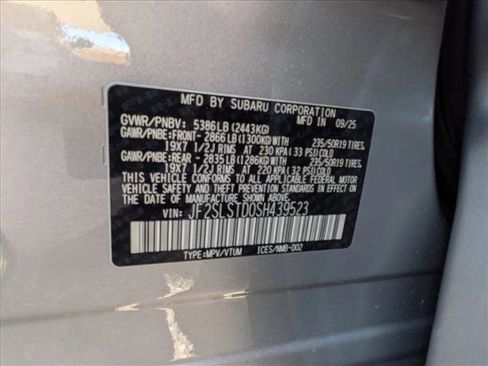 MFD BY SUBARU CORPORATION
MFD. IN 09/25
GVWR/PNBV: 5386LB (2443KG)
GAWR/PNBE:FRONT- 2866LB (1300KG) WITH 235/50R19 TIRES,
19X7 1/2J RIMS AT 230 KPA (33 PSI) COLD
GAWR/PNBE:REAR - 2835LB (1286KG) WITH 235/50R19 TIRES,
19X7 1/2J RIMS AT 220 KPA (32 PSI) COLD
THIS VEHICLE CONFORMS TO ALL APPLICABLE FEDERAL MOTOR
VEHICLE SAFETY AND THEFT PREVENTION STANDARDS IN EFFECT
ON THE DATE OF MANUFACTURE SHOWN ABOVE.
VIN: JF2SLSTD0SH439523
TYPE:MPV/VTUM ICES/NMB-002